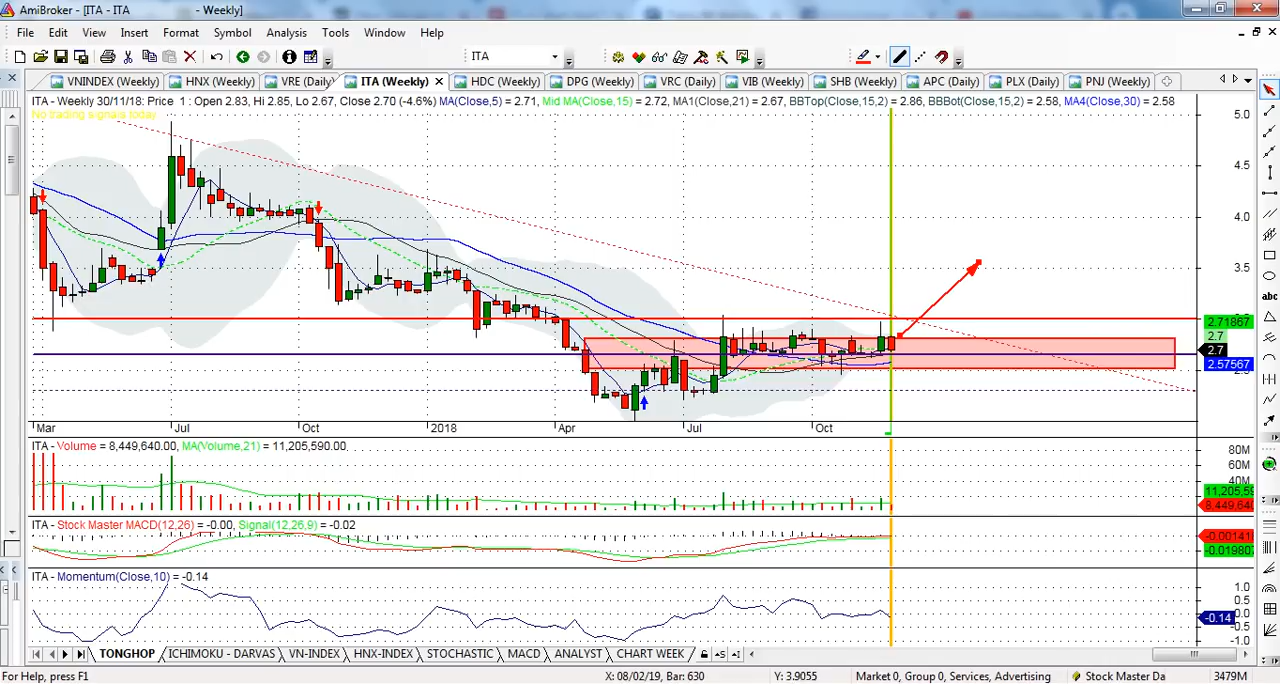 AmiBroker - [ITA - ITA - Weekly]
File Edit View Insert Format Symbol Analysis Tools Window Help
ITA
VNINDEX (Weekly) HNX (Weekly) VRE (Daily) ITA (Weekly) HDC (Weekly) DPG (Weekly) VRC (Daily) VIB (Weekly) SHB (Weekly) APC (Daily) PLX (Daily) PNJ (Weekly)
ITA - Weekly 30/11/18: Price 1 : Open 2.83, Hi 2.85, Lo 2.67, Close 2.70 (-4.6%) MA(Close,5) = 2.71, Mid MA(Close,15) = 2.72, MA1(Close,21) = 2.67, BBTop(Close,15,2) = 2.86, BBBot(Close,15,2) = 2.58, MA4(Close,30) = 2.58
No trading signals today
5.0
4.5
4.0
3.5
2.71867
2.7
2.7
2.57567
Mar Jul Oct 2018 Apr Jul Oct
ITA - Volume = 8,449,640.00, MA(Volume,21) = 11,205,590.00
80M
60M
40M
11,205,59
8,449,64
ITA - Stock Master MACD(12,26) = -0.00, Signal(12,26,9) = -0.02
-0.00141
-0.01980
ITA - Momentum(Close,10) = -0.14
1.0
0.5
0.0
-0.14
-0.5
-1.0
TONGHOP ICHIMOKU - DARVAS VN-INDEX HNX-INDEX STOCHASTIC MACD ANALYST CHART WEEK
abc
For Help, press F1 X: 08/02/19, Bar: 630 Y: 3.9055 Market 0, Group 0, Services, Advertising Stock Master Da 3479M